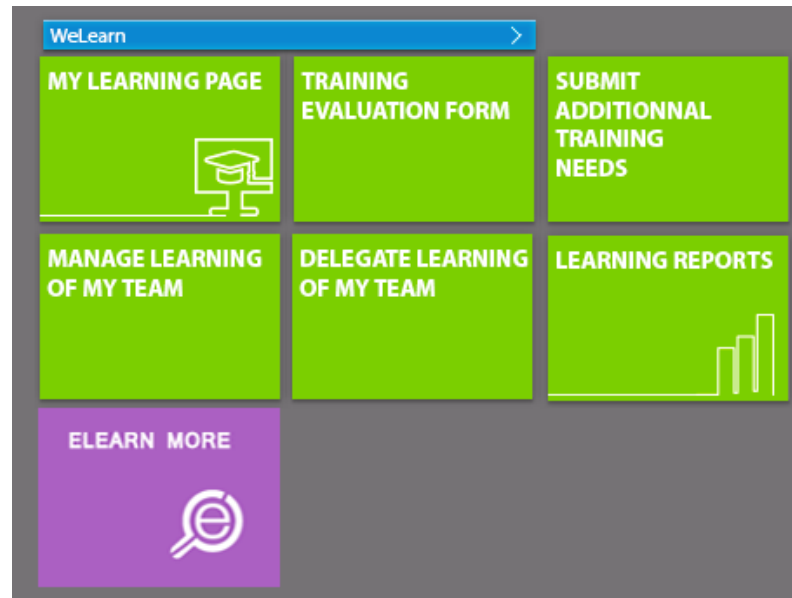 WeLearn
MY LEARNING PAGE
TRAINING
EVALUATION FORM
SUBMIT
ADDITIONNAL
TRAINING
NEEDS
MANAGE LEARNING
OF MY TEAM
DELEGATE LEARNING
OF MY TEAM
LEARNING REPORTS
ELEARN MORE
e